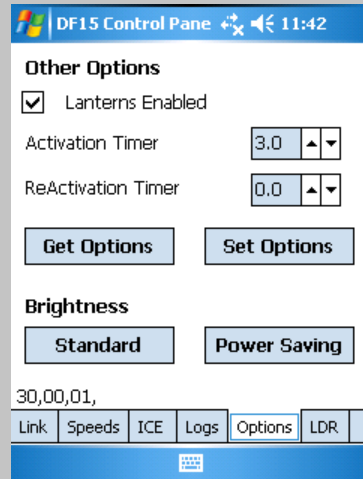 DF15 Control Pane 11:42
Other Options
Lanterns Enabled
Activation Timer 3.0
ReActivation Timer 0.0
Get Options Set Options
Brightness
Standard Power Saving
30,00,01,
Link Speeds ICE Logs Options LDR